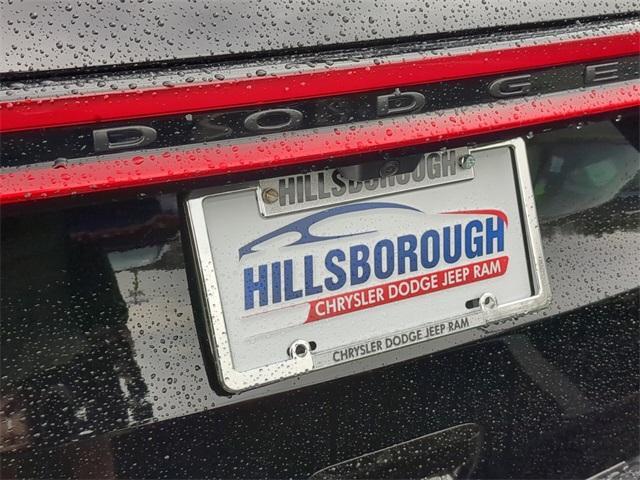 DODGE
HILLSBOROUGH
HILLSBOROUGH
CHRYSLER DODGE JEEP RAM
CHRYSLER DODGE JEEP RAM